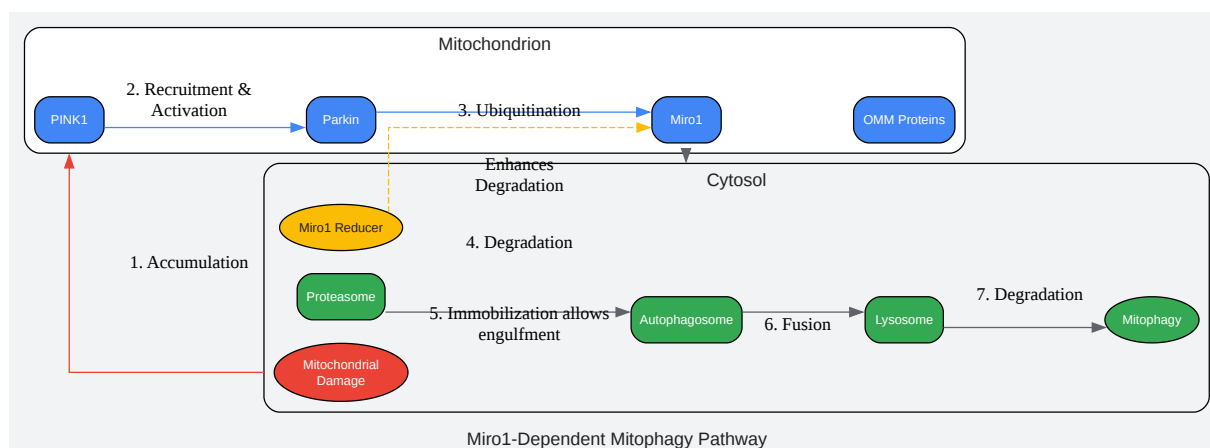 Mitochondrion
2. Recruitment &
Activation
PINK1
Parkin
3. Ubiquitination
Miro1
OMM Proteins
Enhances
Degradation
Cytosol
Miro1 Reducer
4. Degradation
1. Accumulation
Proteasome
5. Immobilization allows
engulfment
Autophagosome
6. Fusion
Lysosome
7. Degradation
Mitophagy
Mitochondrial
Damage
Miro1-Dependent Mitophagy Pathway